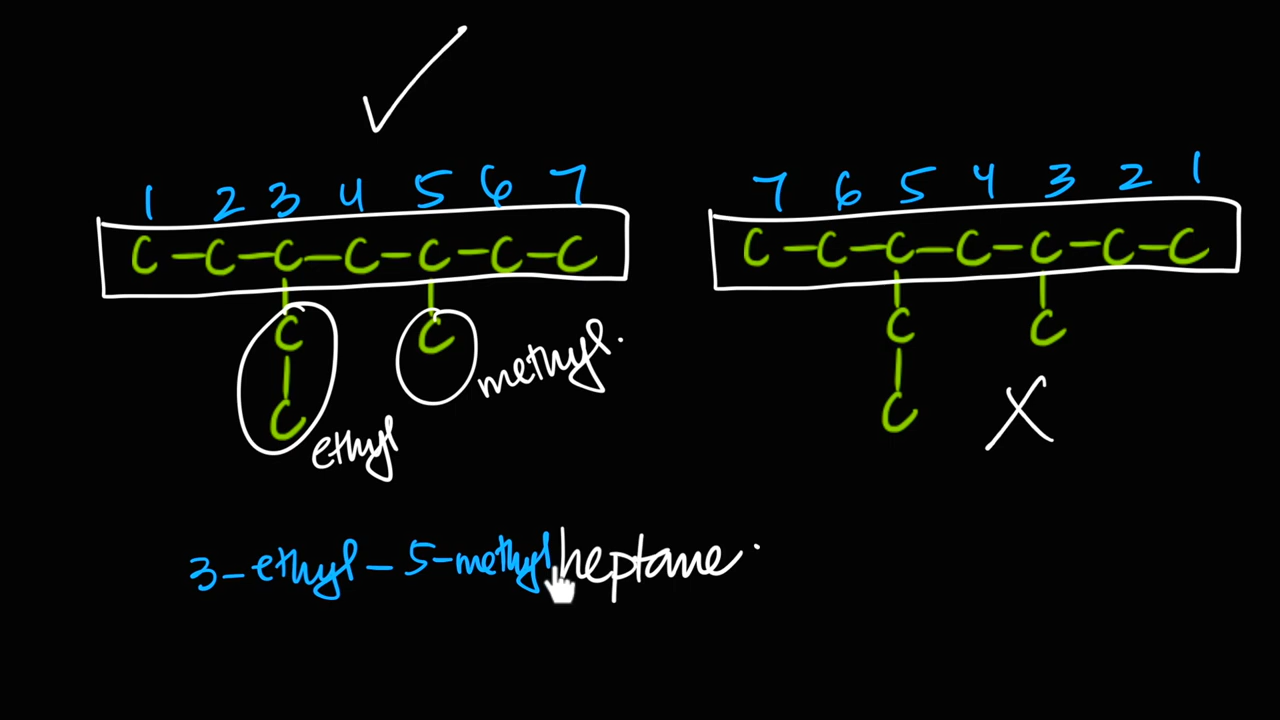 1 2 3 4 5 6 7
7 6 5 4 3 2 1
C-C-C-C-C-C-C
C-C-C-C-C-C-C
C C
C C
methyl.
C
C
ethyl
3-ethyl-5-methylheptane.